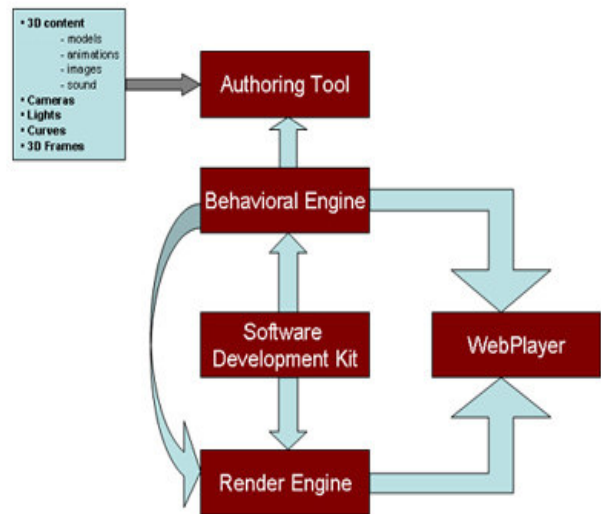 • 3D content
- models
- animations
- images
- sound
• Cameras
• Lights
• Curves
• 3D Frames
Authoring Tool
Behavioral Engine
Software
Development Kit
WebPlayer
Render Engine